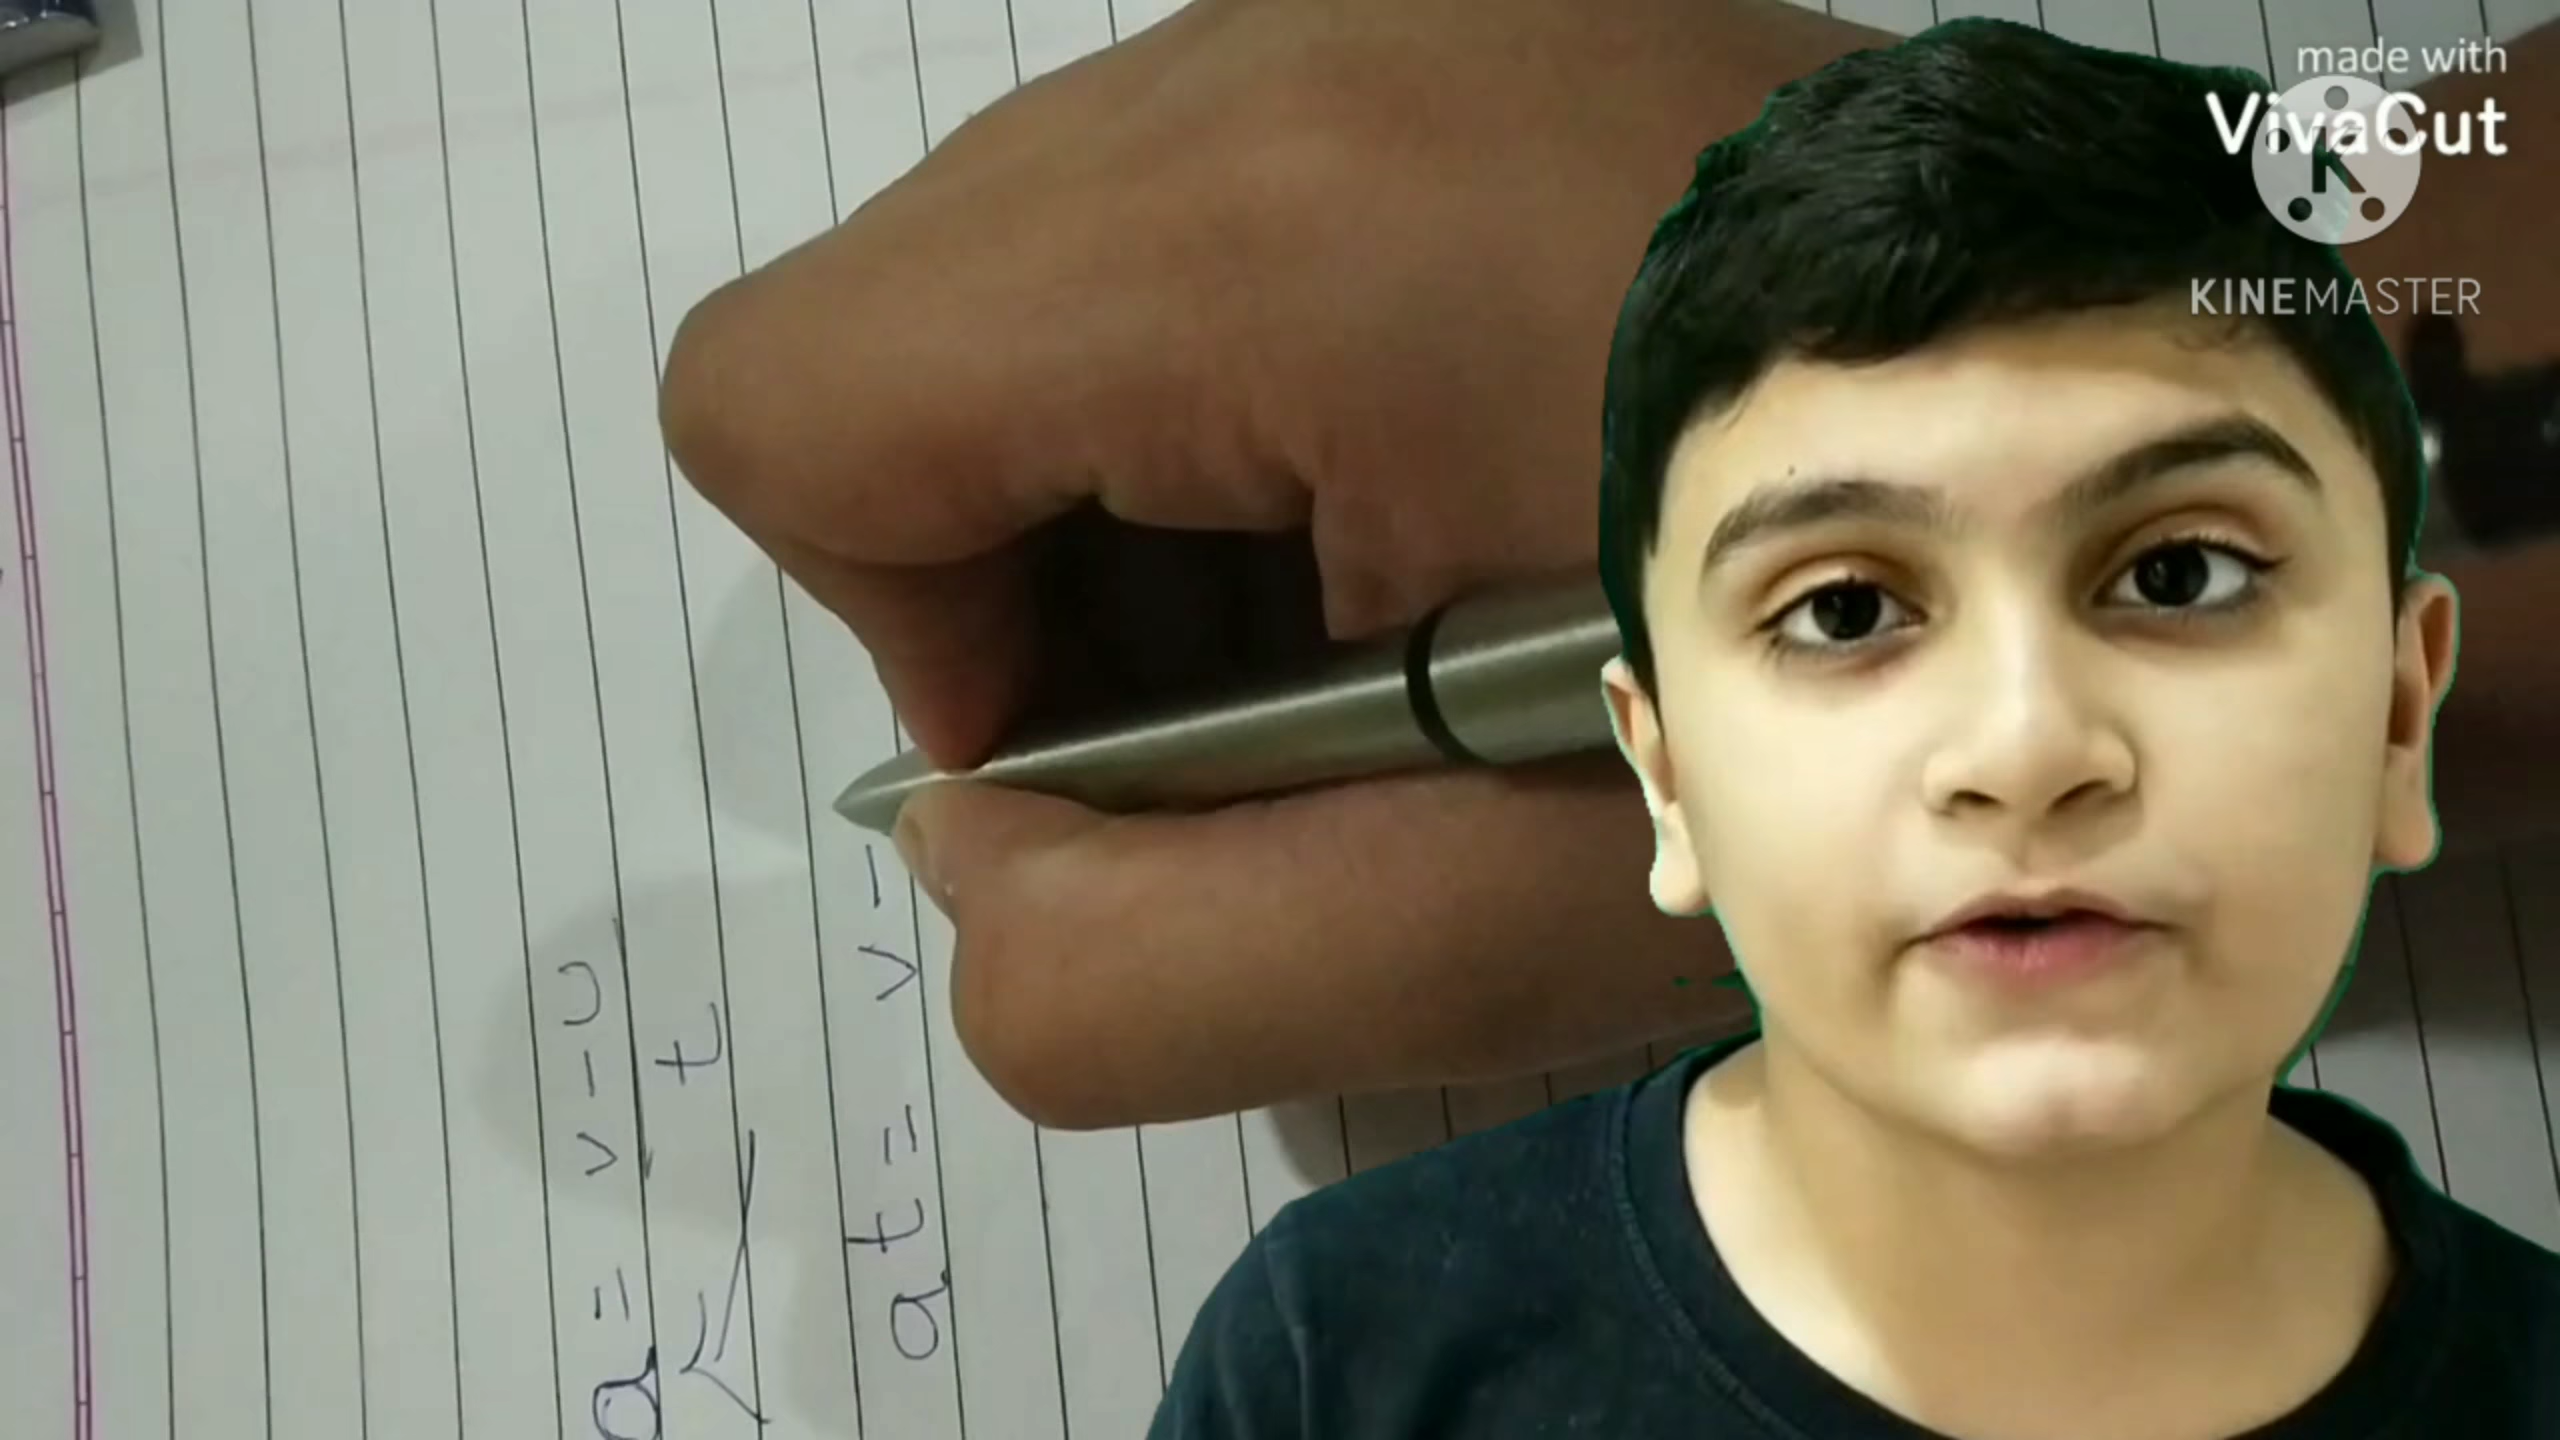 made with
VivaCut
K
KINEMASTER
a = v - u
t
at = v -